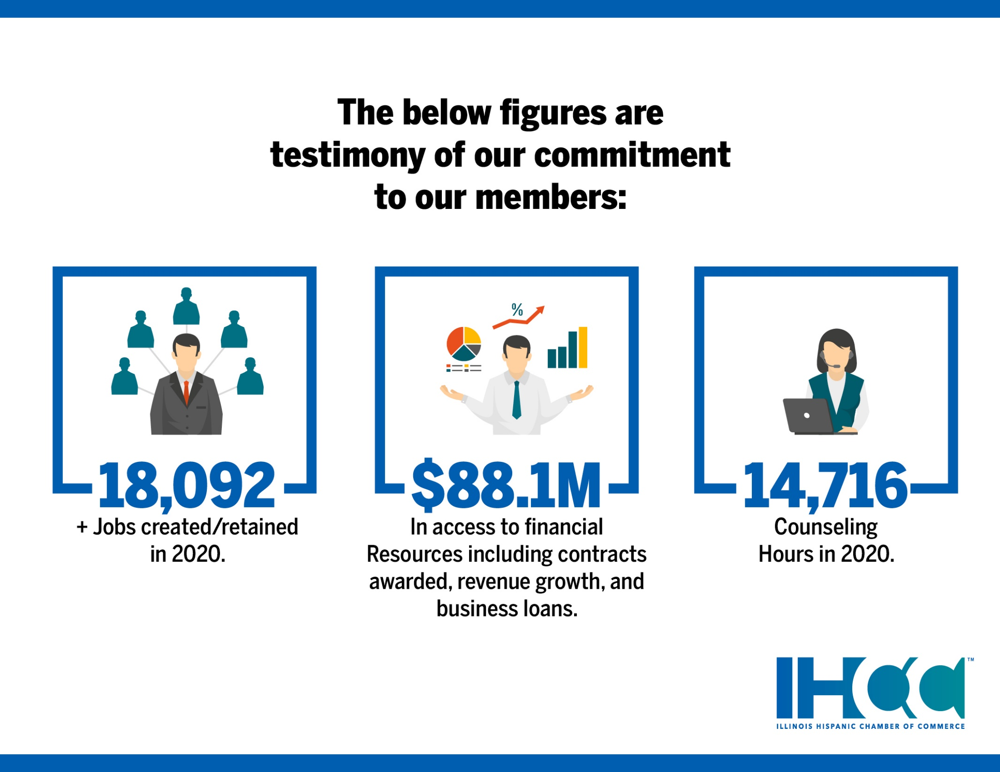 The below figures are
testimony of our commitment
to our members:
%
18,092
+ Jobs created/retained
in 2020.
$88.1M
In access to financial
Resources including contracts
awarded, revenue growth, and
business loans.
14,716
Counseling
Hours in 2020.
IHCC™
ILLINOIS HISPANIC CHAMBER OF COMMERCE